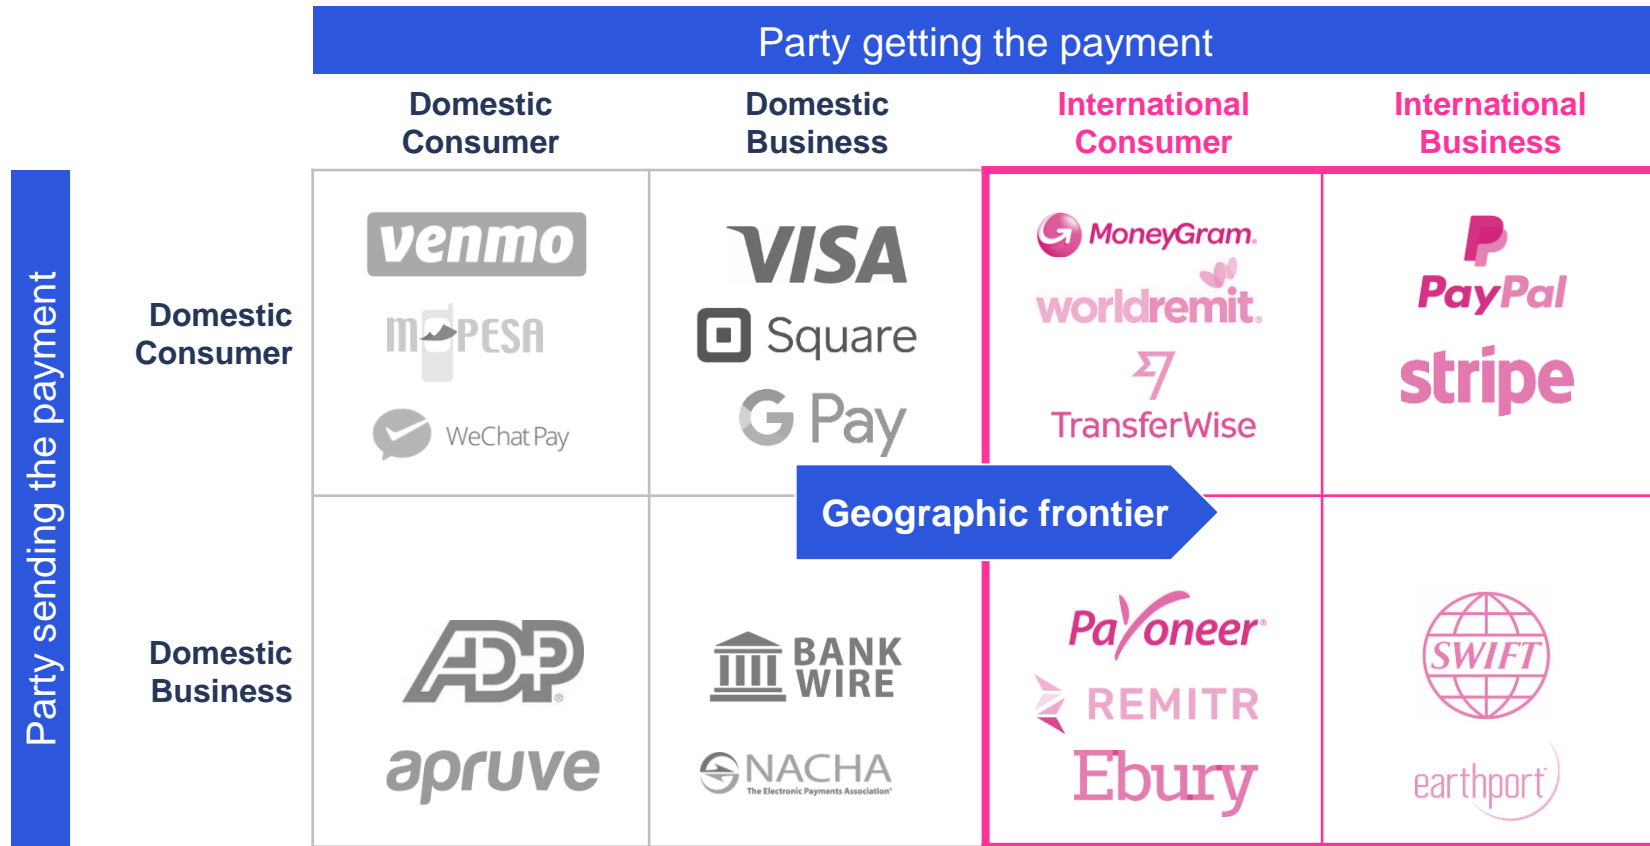 Party getting the payment
Domestic
Consumer
Domestic
Business
International
Consumer
International
Business
Party sending the payment
Domestic
Consumer
venmo
M-PESA
WeChat Pay
VISA
Square
G Pay
MoneyGram®
worldremit®
TransferWise
PayPal
stripe
Geographic frontier
Domestic
Business
ADP®
apruve
BANK
WIRE
NACHA
The Electronic Payments Association®
Payoneer®
REMITR
Ebury
SWIFT
earthport™